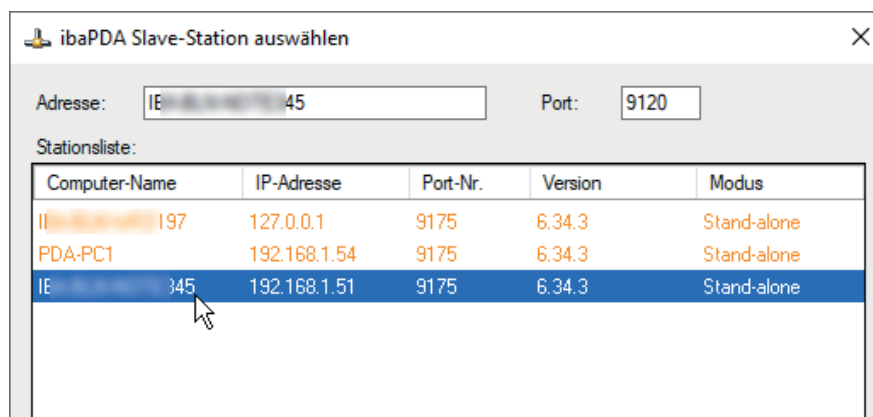 ibaPDA Slave-Station auswählen
Adresse: 45 Port: 9120
Stationsliste:
Computer-Name IP-Adresse Port-Nr. Version Modus
197 127.0.0.1 9175 6.34.3 Stand-alone
PDA-PC1 192.168.1.54 9175 6.34.3 Stand-alone
345 192.168.1.51 9175 6.34.3 Stand-alone